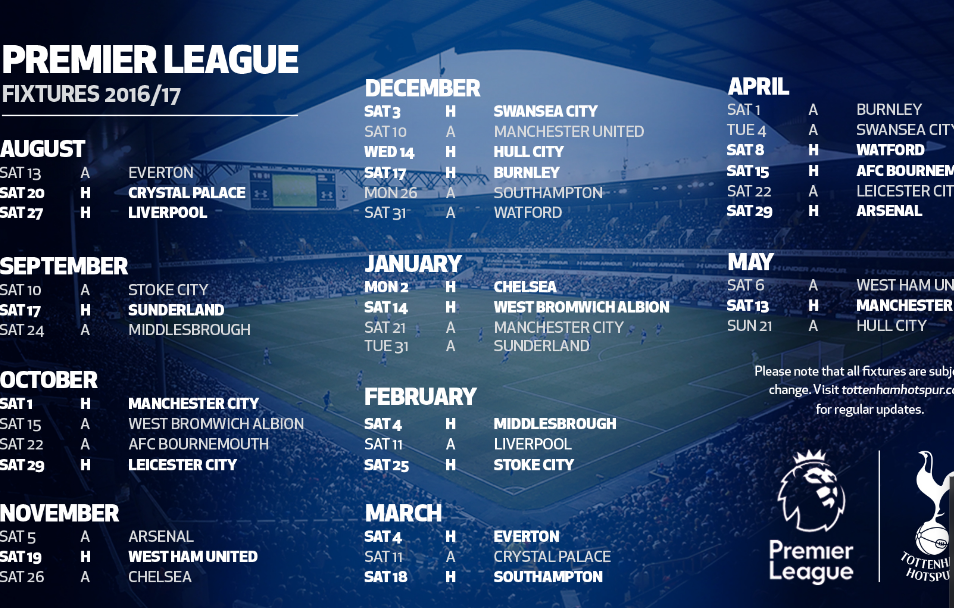 PREMIER LEAGUE
FIXTURES 2016/17
AUGUST
SAT 13 A EVERTON
SAT 20 H CRYSTAL PALACE
SAT 27 H LIVERPOOL
SEPTEMBER
SAT 10 A STOKE CITY
SAT 17 H SUNDERLAND
SAT 24 A MIDDLESBROUGH
OCTOBER
SAT 1 H MANCHESTER CITY
SAT 15 A WEST BROMWICH ALBION
SAT 22 A AFC BOURNEMOUTH
SAT 29 H LEICESTER CITY
NOVEMBER
SAT 5 A ARSENAL
SAT 19 H WEST HAM UNITED
SAT 26 A CHELSEA
DECEMBER
SAT 3 H SWANSEA CITY
SAT 10 A MANCHESTER UNITED
WED 14 H HULL CITY
SAT 17 H BURNLEY
MON 26 A SOUTHAMPTON
SAT 31 A WATFORD
JANUARY
MON 2 H CHELSEA
SAT 14 H WEST BROMWICH ALBION
SAT 21 A MANCHESTER CITY
TUE 31 A SUNDERLAND
FEBRUARY
SAT 4 H MIDDLESBROUGH
SAT 11 A LIVERPOOL
SAT 25 H STOKE CITY
MARCH
SAT 4 H EVERTON
SAT 11 A CRYSTAL PALACE
SAT 18 H SOUTHAMPTON
APRIL
SAT 1 A BURNLEY
TUE 4 A SWANSEA CITY
SAT 8 H WATFORD
SAT 15 H AFC BOURNEM
SAT 22 A LEICESTER CIT
SAT 29 H ARSENAL
MAY
SAT 6 A WEST HAM UN
SAT 13 H MANCHESTER
SUN 21 A HULL CITY
Please note that all fixtures are subje
change. Visit tottenhamhotspur.co
for regular updates.
Premier
League
TOTTENH
HOTSPU